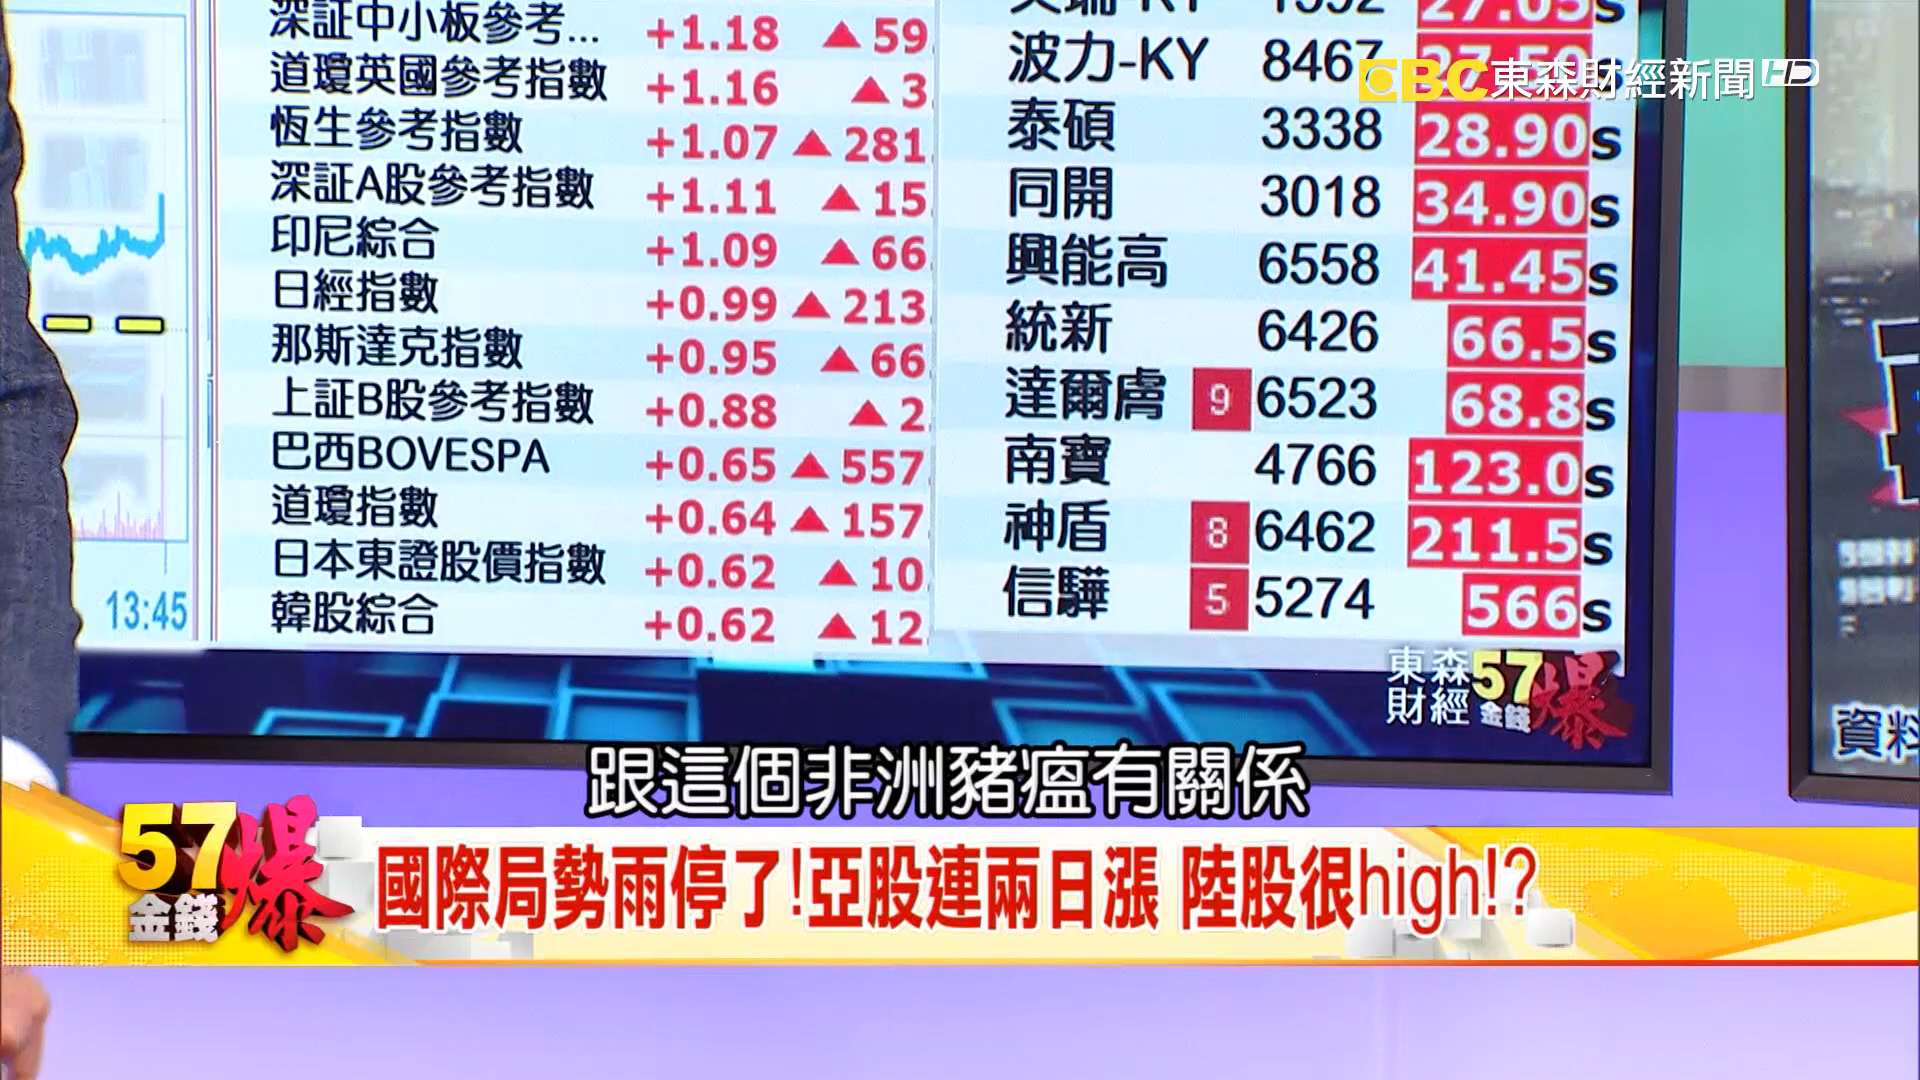 EBC東森財經新聞HD
深証中小板參考... +1.18 ▲59
道瓊英國參考指數 +1.16 ▲3
恆生參考指數 +1.07 ▲281
深証A股參考指數 +1.11 ▲15
印尼綜合 +1.09 ▲66
日經指數 +0.99 ▲213
那斯達克指數 +0.95 ▲66
上証B股參考指數 +0.88 ▲2
巴西BOVESPA +0.65 ▲557
道瓊指數 +0.64 ▲157
日本東證股價指數 +0.62 ▲10
韓股綜合 +0.62 ▲12
27.05s
波力-KY 8467 27.50s
泰碩 3338 28.90s
同開 3018 34.90s
興能高 6558 41.45s
統新 6426 66.5s
達爾膚 9 6523 68.8s
南寶 4766 123.0s
神盾 8 6462 211.5s
信驊 5 5274 566s
13:45
東森財經 57金錢爆
資料
跟這個非洲豬瘟有關係
57金錢爆
國際局勢雨停了!亞股連兩日漲 陸股很high!?